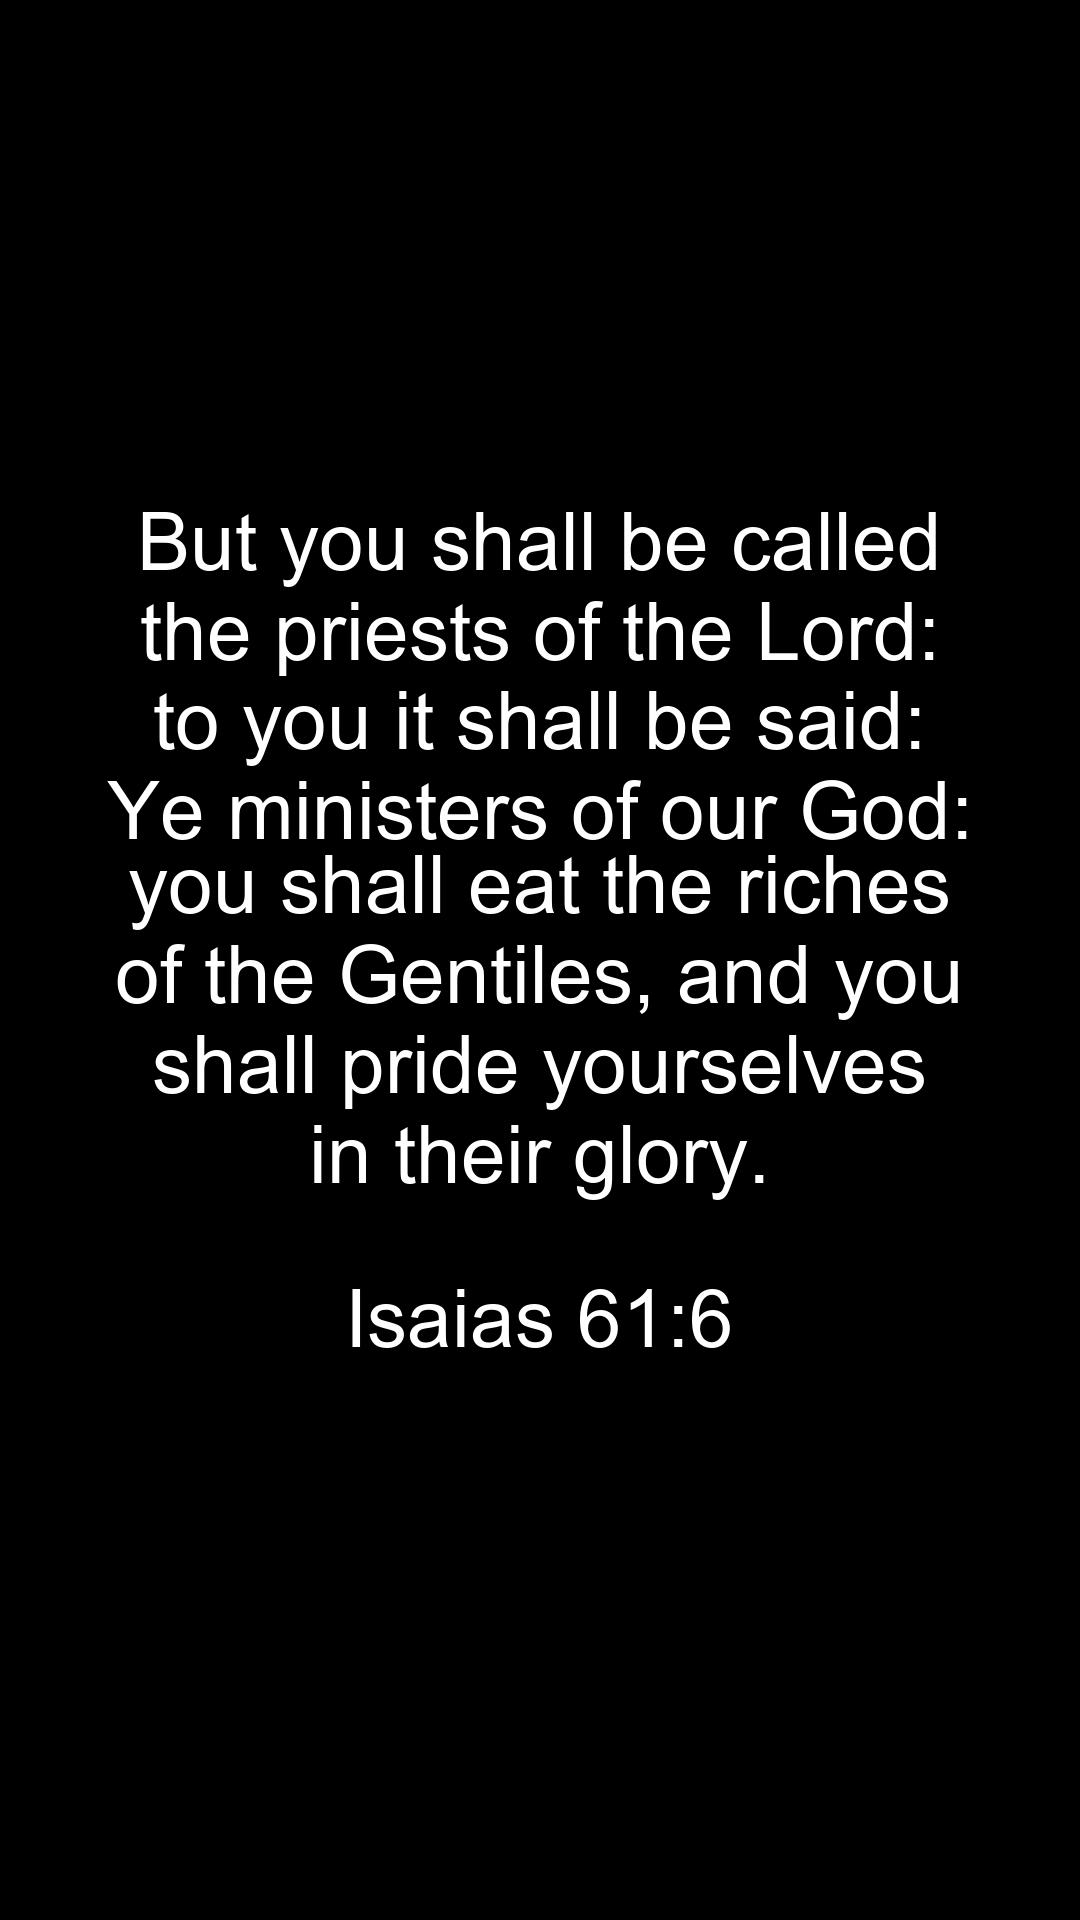 But you shall be called
the priests of the Lord:
to you it shall be said:
Ye ministers of our God:
you shall eat the riches
of the Gentiles, and you
shall pride yourselves
in their glory.
Isaias 61:6